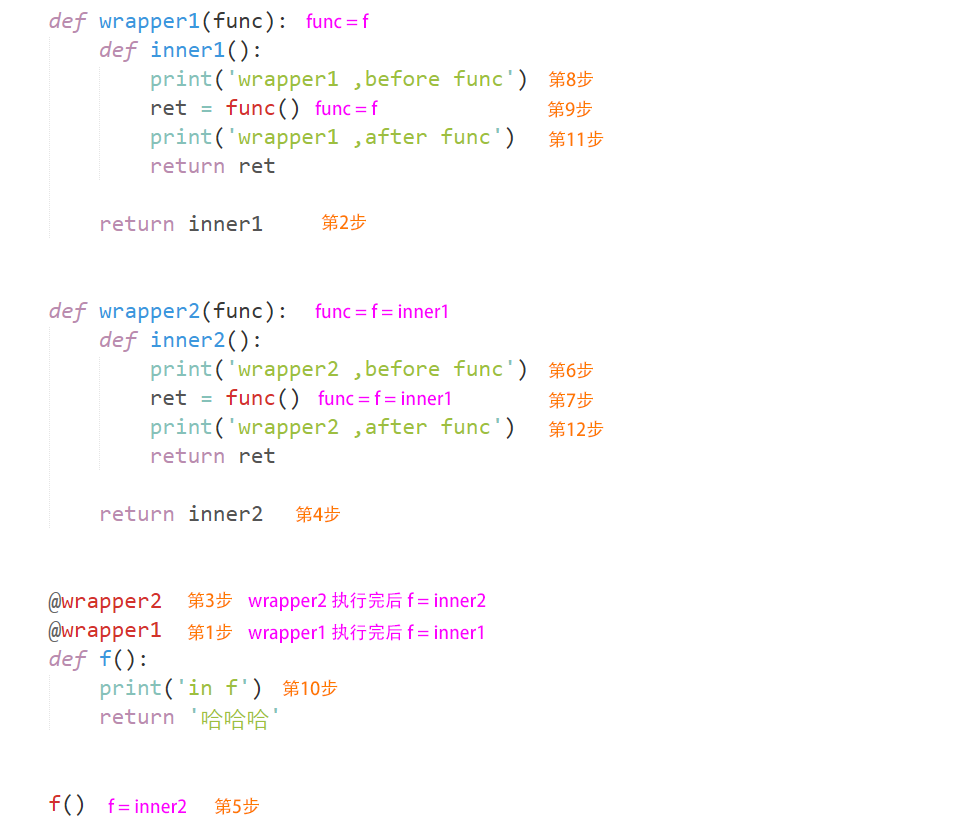 def wrapper1(func): func = f
    def inner1():
        print('wrapper1 ,before func') 第8步
        ret = func() func = f 第9步
        print('wrapper1 ,after func') 第11步
        return ret
    return inner1 第2步
def wrapper2(func): func = f = inner1
    def inner2():
        print('wrapper2 ,before func') 第6步
        ret = func() func = f = inner1 第7步
        print('wrapper2 ,after func') 第12步
        return ret
    return inner2 第4步
@wrapper2 第3步 wrapper2 执行完后 f = inner2
@wrapper1 第1步 wrapper1 执行完后 f = inner1
def f():
    print('in f') 第10步
    return '哈哈哈'
f() f = inner2 第5步